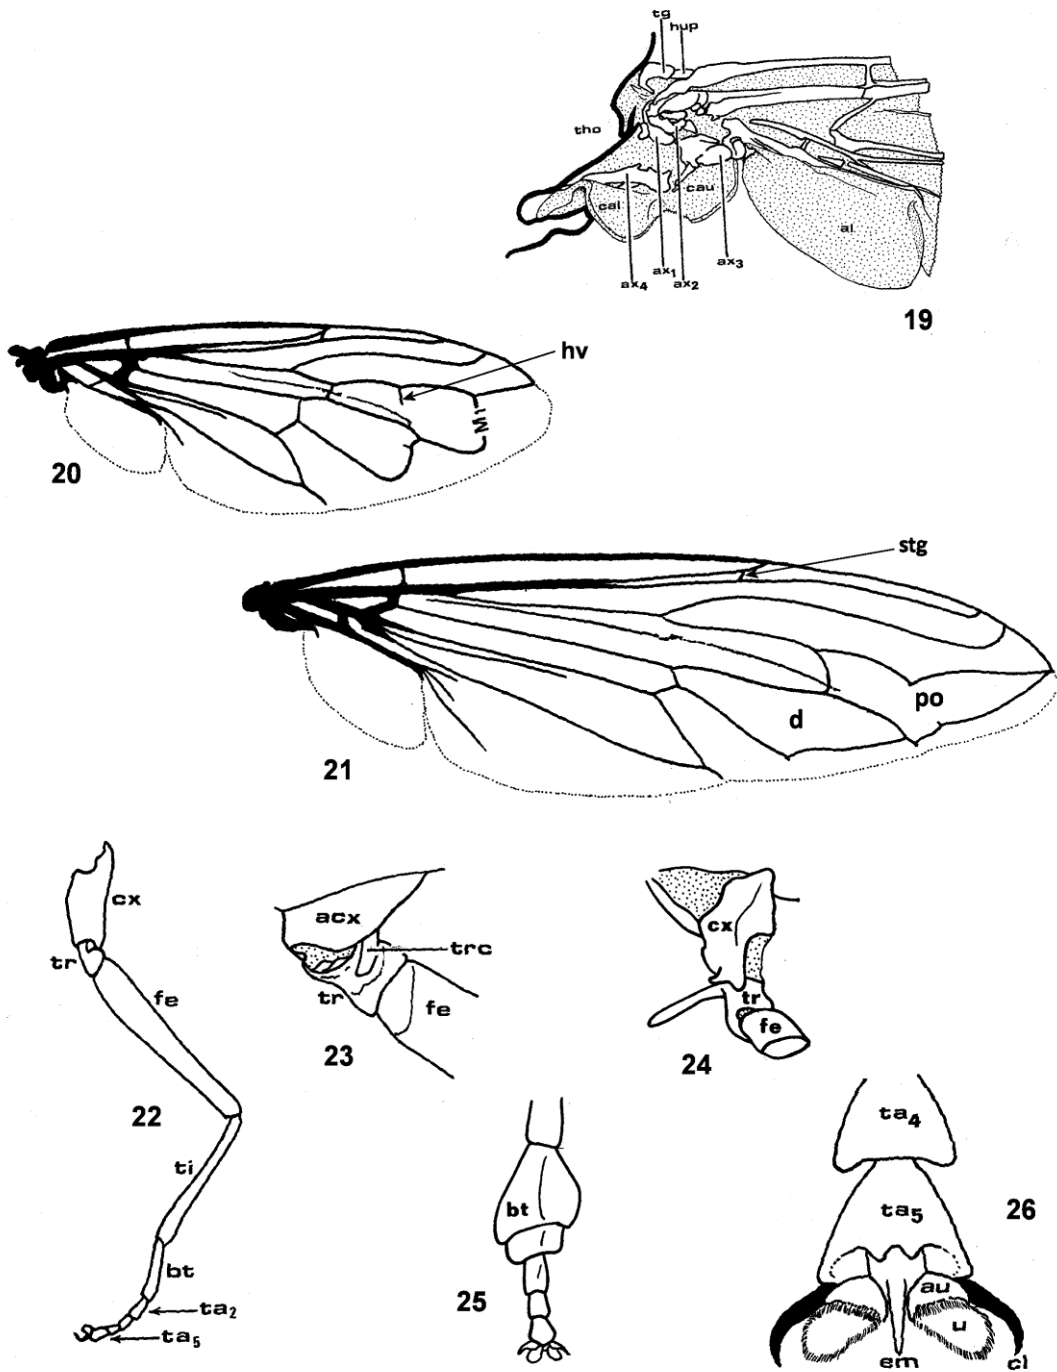 tg
hup
tho
cal
cau
al
ax4
ax1
ax2
ax3
19
hv
M1
20
stg
po
d
21
cx
tr
fe
22
ti
bt
ta2
ta5
acx
trc
tr
fe
23
cx
tr
fe
24
bt
25
ta4
ta5
26
au
u
em
cl